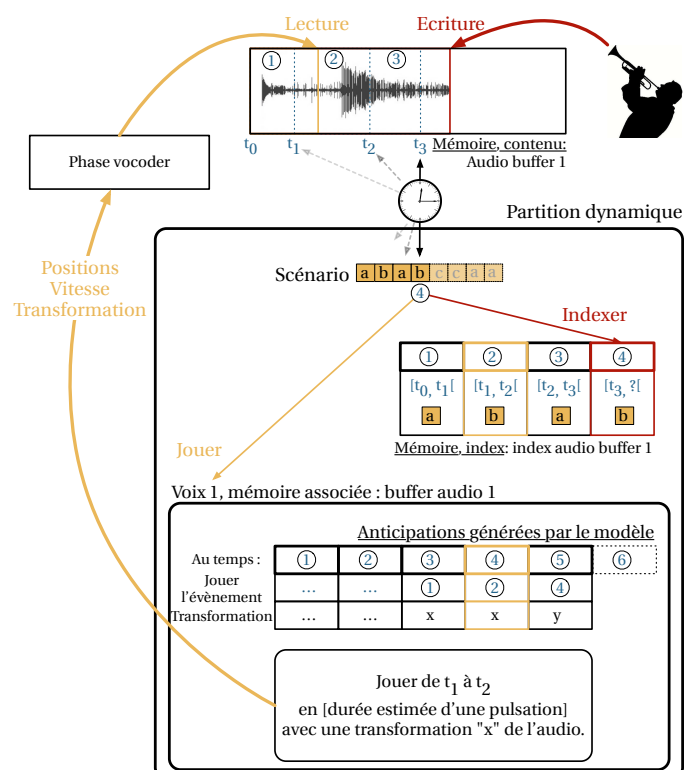 Lecture
Ecriture
① ② ③
t0 t1 t2 t3
Mémoire, contenu:
Audio buffer 1
Phase vocoder
Partition dynamique
Positions
Vitesse
Transformation
Scénario a b a b c c a a
④
Indexer
① ② ③ ④
[t0, t1[ [t1, t2[ [t2, t3[ [t3, ?[
a b a b
Mémoire, index: index audio buffer 1
Jouer
Voix 1, mémoire associée : buffer audio 1
Anticipations générées par le modèle
Au temps : ① ② ③ ④ ⑤ ⑥
Jouer
l'évènement ... ... ① ② ④
Transformation ... ... x x y
Jouer de t1 à t2
en [durée estimée d'une pulsation]
avec une transformation "x" de l'audio.